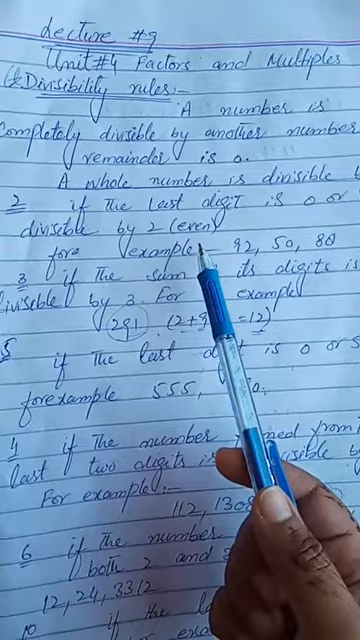 Lecture #9
Unit #4 Factors and Multiples
Divisibility rules:-
A number is
Completely divisible by another number
remainder is 0.
A whole number is divisible b
2 if the last digit is 0 or
divisible by 2 (even)
for example - 92, 50, 80
3 if the sum its digits is
divisible by 3. For example
291 (2+9 =12)
5 if the last is 0 or 5
for example 555, 0.
4 if the number from
last two digits is
For example:-
112, 1308
6 if the number
both 2 and
12, 24, 3312
10 if the